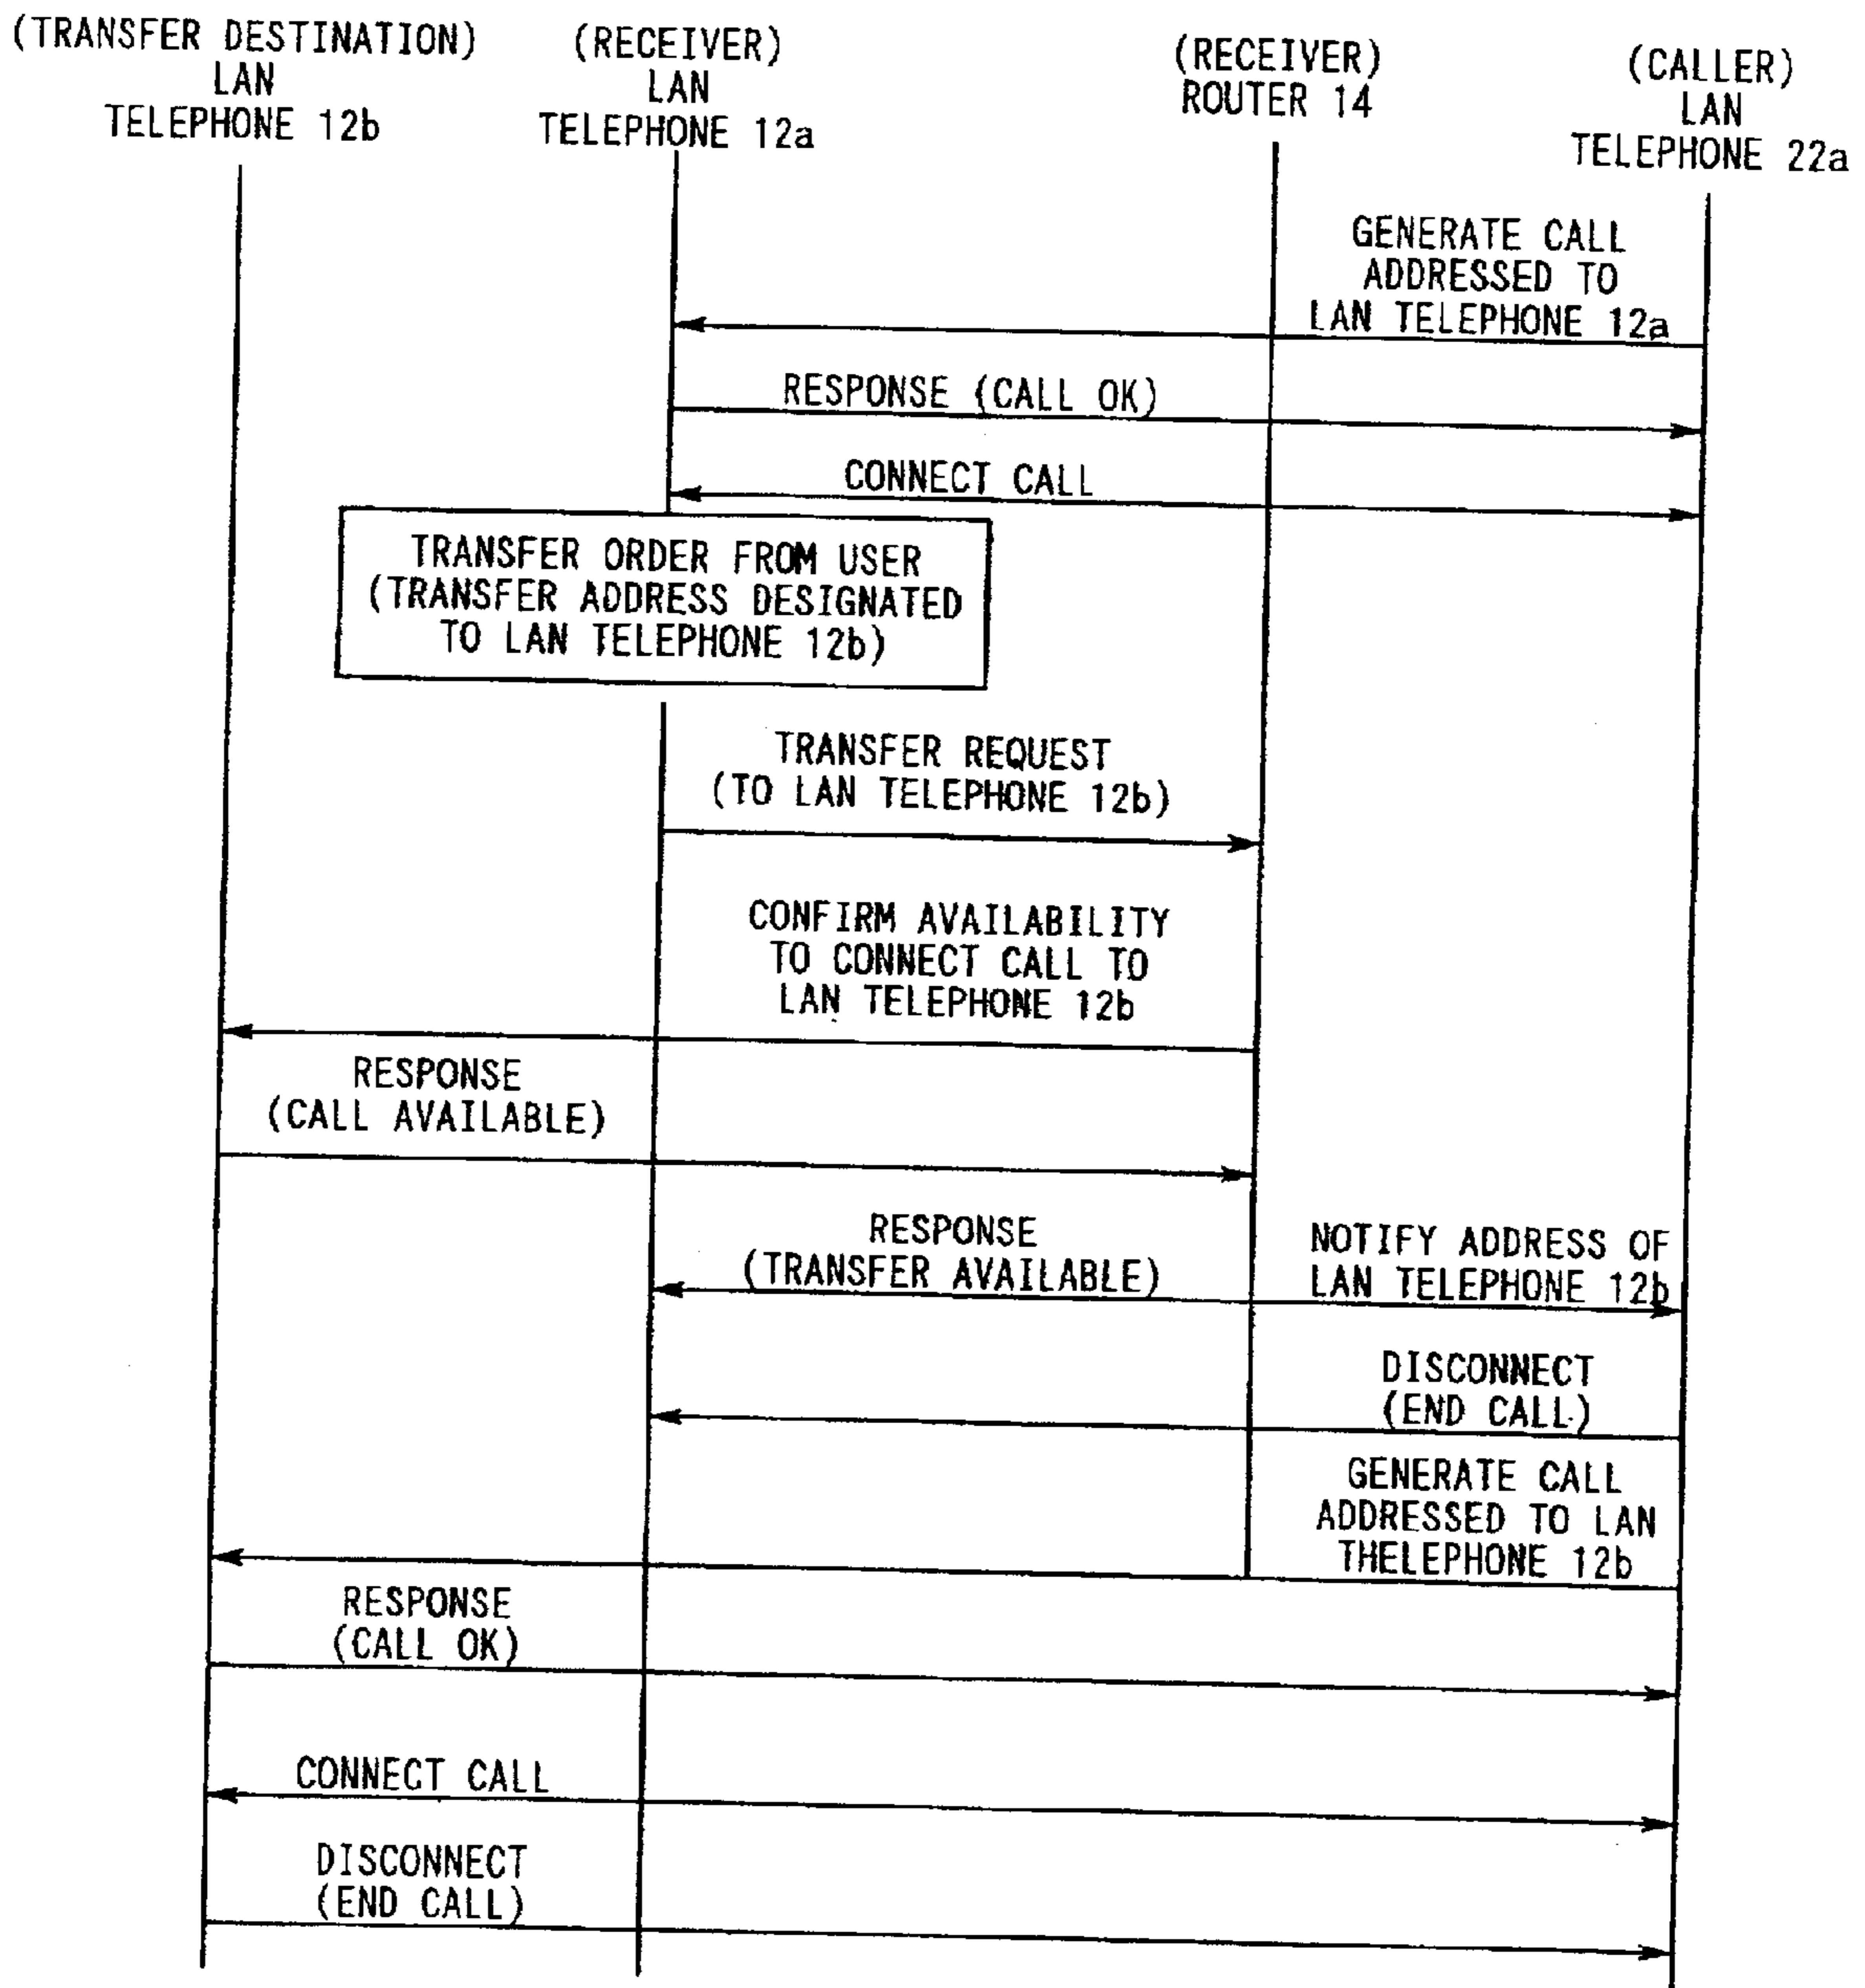 (TRANSFER DESTINATION)
LAN
TELEPHONE 12b
(RECEIVER)
LAN
TELEPHONE 12a
(RECEIVER)
ROUTER 14
(CALLER)
LAN
TELEPHONE 22a
GENERATE CALL
ADDRESSED TO
LAN TELEPHONE 12a
RESPONSE (CALL OK)
CONNECT CALL
TRANSFER ORDER FROM USER
(TRANSFER ADDRESS DESIGNATED
TO LAN TELEPHONE 12b)
TRANSFER REQUEST
(TO LAN TELEPHONE 12b)
CONFIRM AVAILABILITY
TO CONNECT CALL TO
LAN TELEPHONE 12b
RESPONSE
(CALL AVAILABLE)
RESPONSE
(TRANSFER AVAILABLE)
NOTIFY ADDRESS OF
LAN TELEPHONE 12b
DISCONNECT
(END CALL)
GENERATE CALL
ADDRESSED TO LAN
THELEPHONE 12b
RESPONSE
(CALL OK)
CONNECT CALL
DISCONNECT
(END CALL)